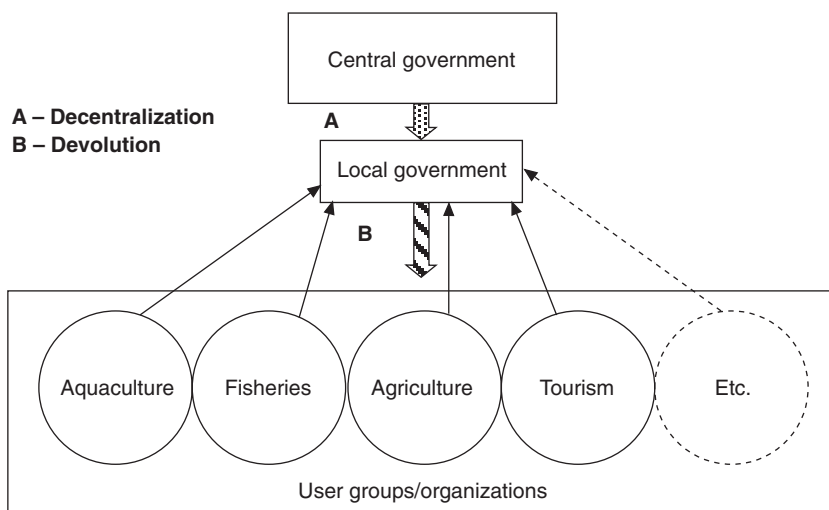 Central government
A – Decentralization
B – Devolution
A
Local government
B
Aquaculture
Fisheries
Agriculture
Tourism
Etc.
User groups/organizations